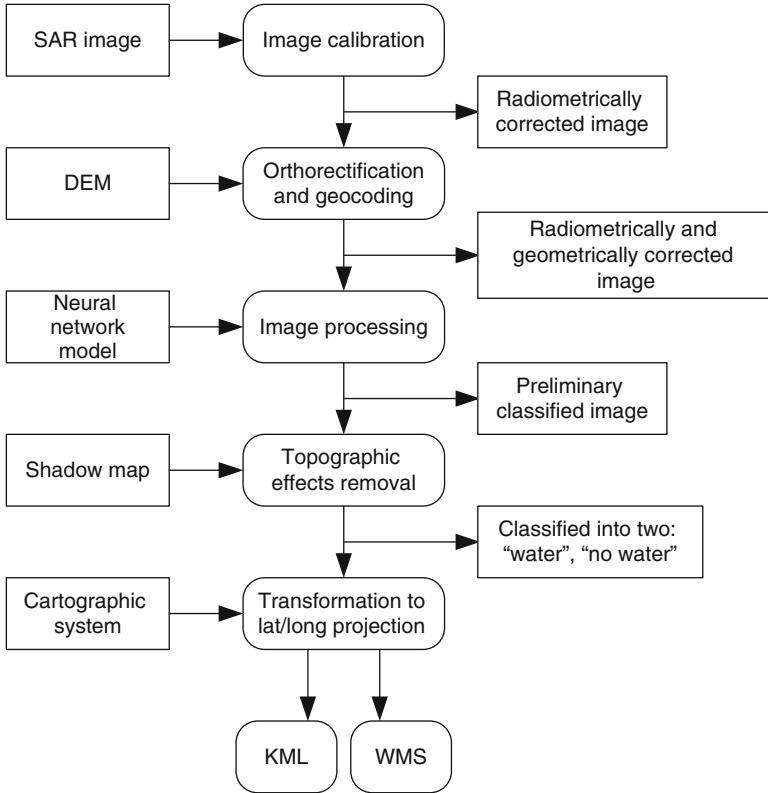 SAR image
Image calibration
Radiometrically
corrected image
DEM
Orthorectification
and geocoding
Radiometrically and
geometrically corrected
image
Neural
network
model
Image processing
Preliminary
classified image
Shadow map
Topographic
effects removal
Classified into two:
“water”, “no water”
Cartographic
system
Transformation to
lat/long projection
KML
WMS